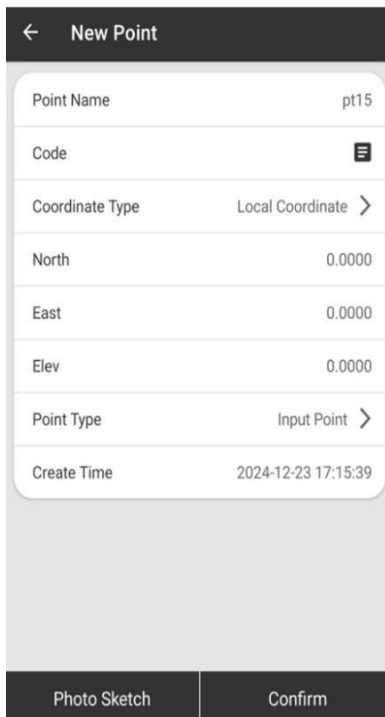 New Point
Point Name pt15
Code
Coordinate Type Local Coordinate
North 0.0000
East 0.0000
Elev 0.0000
Point Type Input Point
Create Time 2024-12-23 17:15:39
Photo Sketch Confirm